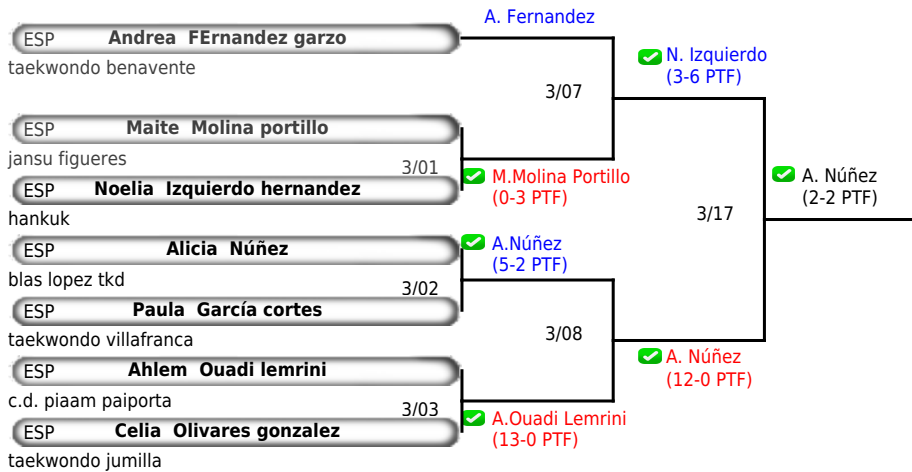 A. Fernandez
ESP Andrea FErnandez garzo
taekwondo benavente
N. Izquierdo
(3-6 PTF)
3/07
ESP Maite Molina portillo
jansu figueres
3/01
M.Molina Portillo
(0-3 PTF)
A. Núñez
(2-2 PTF)
ESP Noelia Izquierdo hernandez
hankuk
3/17
ESP Alicia Núñez
A.Núñez
(5-2 PTF)
blas lopez tkd
3/02
ESP Paula García cortes
taekwondo villafranca
3/08
ESP Ahlem Ouadi lemrini
A. Núñez
(12-0 PTF)
c.d. piaam paiporta
3/03
A.Ouadi Lemrini
(13-0 PTF)
ESP Celia Olivares gonzalez
taekwondo jumilla